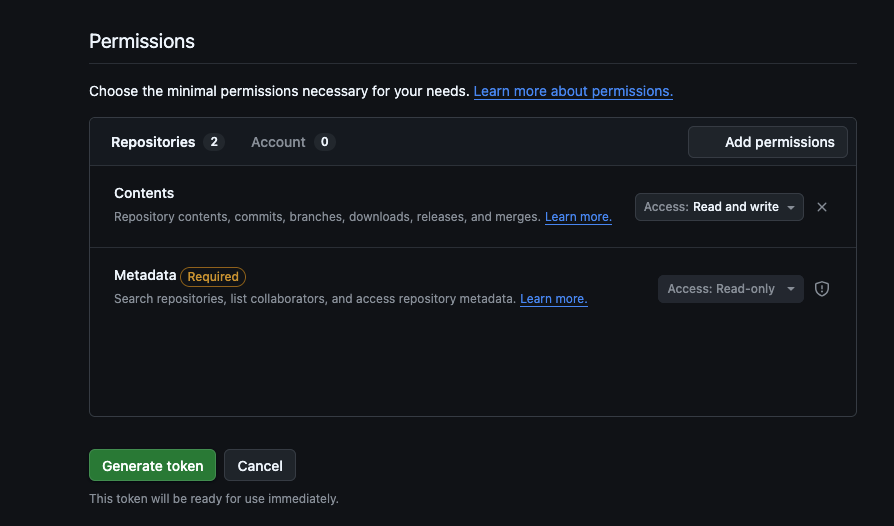 Permissions
Choose the minimal permissions necessary for your needs. Learn more about permissions.
Repositories 2 Account 0 Add permissions
Contents
Repository contents, commits, branches, downloads, releases, and merges. Learn more.
Access: Read and write
Metadata Required
Search repositories, list collaborators, and access repository metadata. Learn more.
Access: Read-only
Generate token Cancel
This token will be ready for use immediately.